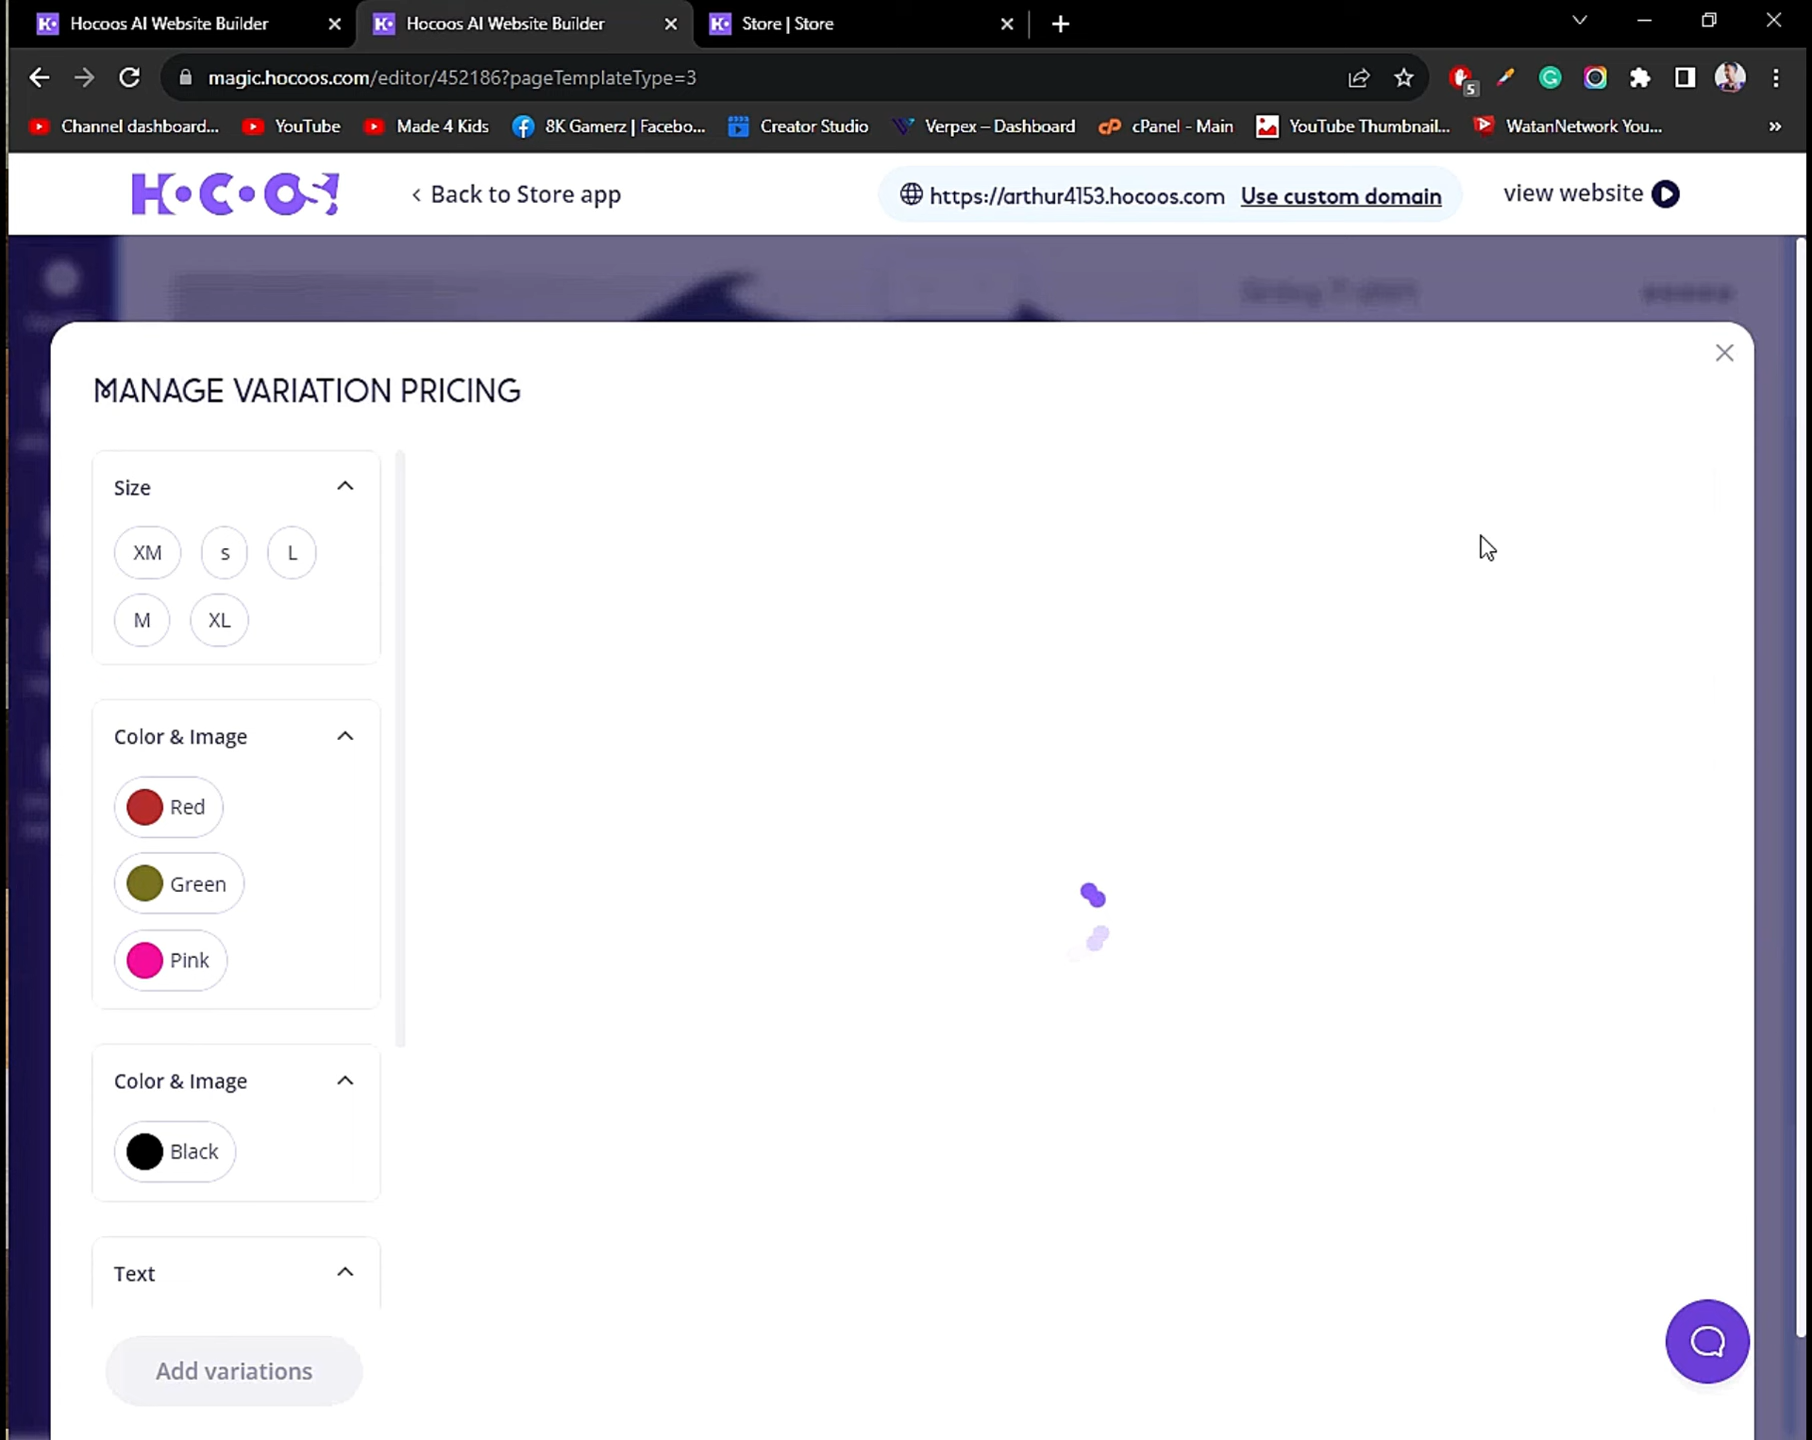 Hocoos AI Website Builder
Hocoos AI Website Builder
Store | Store
magic.hocoos.com/editor/452186?pageTemplateType=3
5
Channel dashboard...
YouTube
Made 4 Kids
8K Gamerz | Facebo...
Creator Studio
Verpex – Dashboard
cPanel - Main
YouTube Thumbnail...
WatanNetwork You...
HOCOOS
Back to Store app
https://arthur4153.hocoos.com
Use custom domain
view website
MANAGE VARIATION PRICING
Size
XM
s
L
M
XL
Color & Image
Red
Green
Pink
Color & Image
Black
Text
Add variations